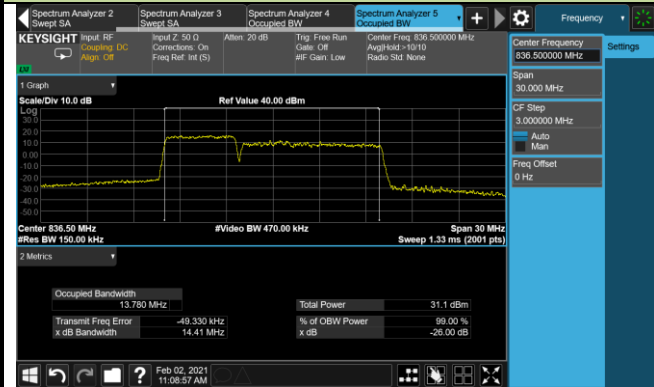 Spectrum Analyzer 2
Swept SA
Spectrum Analyzer 3
Swept SA
Spectrum Analyzer 4
Occupied BW
Spectrum Analyzer 5
Occupied BW
Frequency
KEYSIGHT
Input: RF
Coupling: DC
Align: Off
Input Z: 50 Ω
Corrections: On
Freq Ref: Int (S)
Atten: 20 dB
Trig: Free Run
Gate: Off
#IF Gain: Low
Center Freq: 836.500000 MHz
Avg|Hold:>10/10
Radio Std: None
Center Frequency
836.500000 MHz
Settings
Span
30.000 MHz
CF Step
3.000000 MHz
Auto
Man
Freq Offset
0 Hz
1 Graph
Scale/Div 10.0 dB
Ref Value 40.00 dBm
Log
30.0
20.0
10.0
0.00
-10.0
-20.0
-30.0
-40.0
-50.0
Center 836.50 MHz
#Video BW 470.00 kHz
Span 30 MHz
#Res BW 150.00 kHz
Sweep 1.33 ms (2001 pts)
2 Metrics
Occupied Bandwidth
13.780 MHz
Total Power
31.1 dBm
Transmit Freq Error
-49.330 kHz
% of OBW Power
99.00 %
x dB Bandwidth
14.41 MHz
x dB
-26.00 dB
Feb 02, 2021
11:08:57 AM